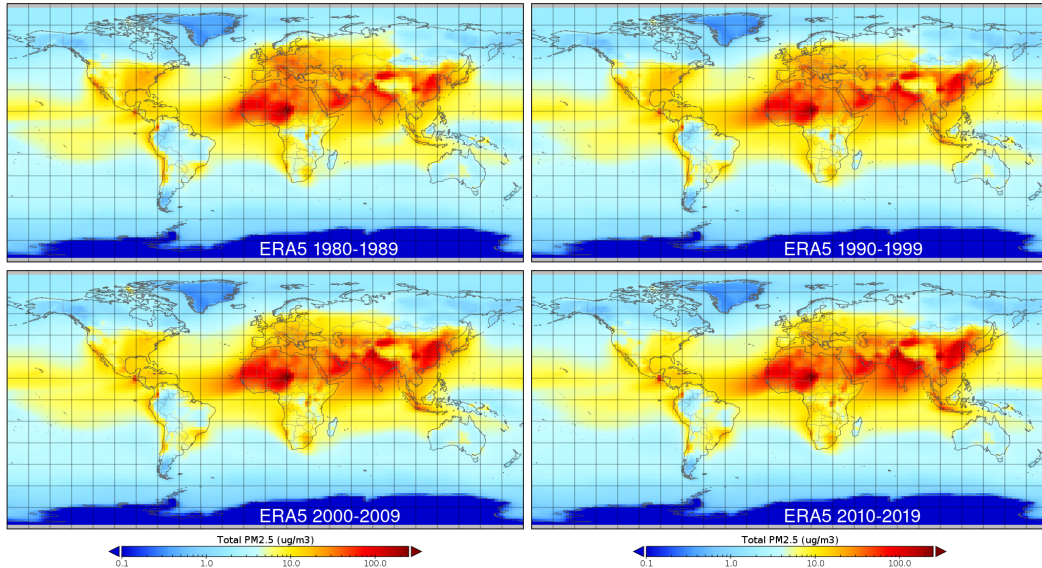 ERA5 1980-1989
ERA5 1990-1999
ERA5 2000-2009
ERA5 2010-2019
Total PM2.5 (ug/m3)
0.1 1.0 10.0 100.0
Total PM2.5 (ug/m3)
0.1 1.0 10.0 100.0